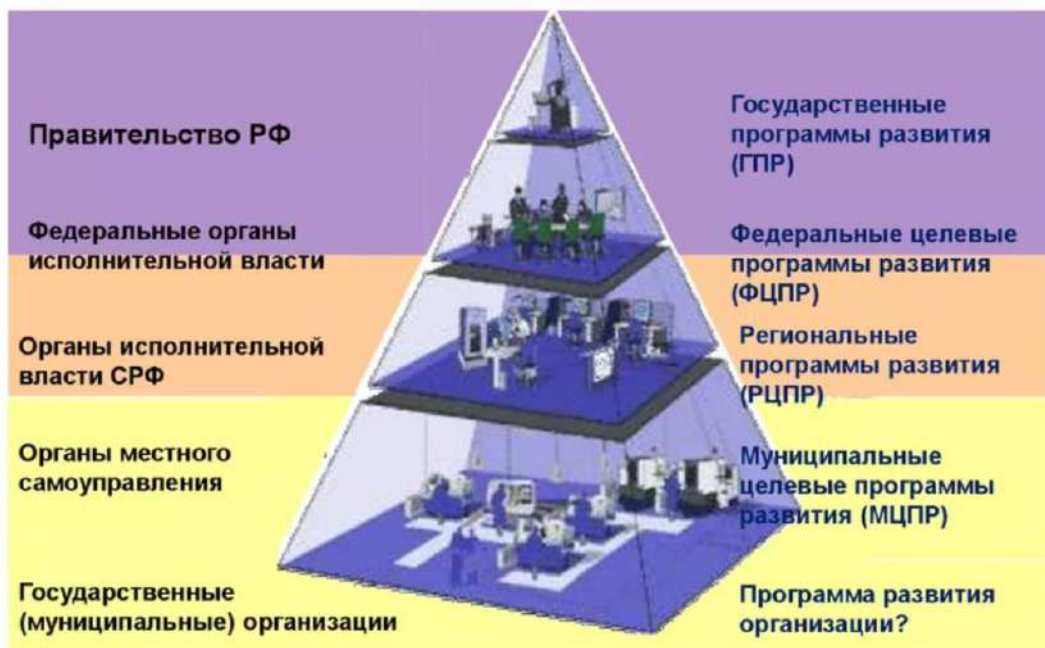 Правительство РФ
Государственные
программы развития
(ГПР)
Федеральные органы
исполнительной власти
Федеральные целевые
программы развития
(ФЦПР)
Органы исполнительной
власти СРФ
Региональные
программы развития
(РЦПР)
Органы местного
самоуправления
Муниципальные
целевые программы
развития (МЦПР)
Государственные
(муниципальные) организации
Программа развития
организации?